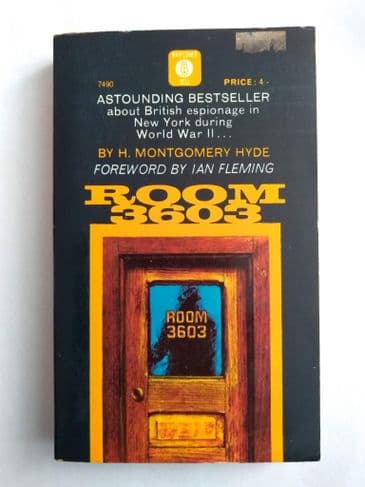 7490
PRICE: 4.-
ASTOUNDING BESTSELLER
about British espionage in
New York during
World War II...
BY H. MONTGOMERY HYDE
FOREWORD BY IAN FLEMING
ROOM
3603
ROOM
3603